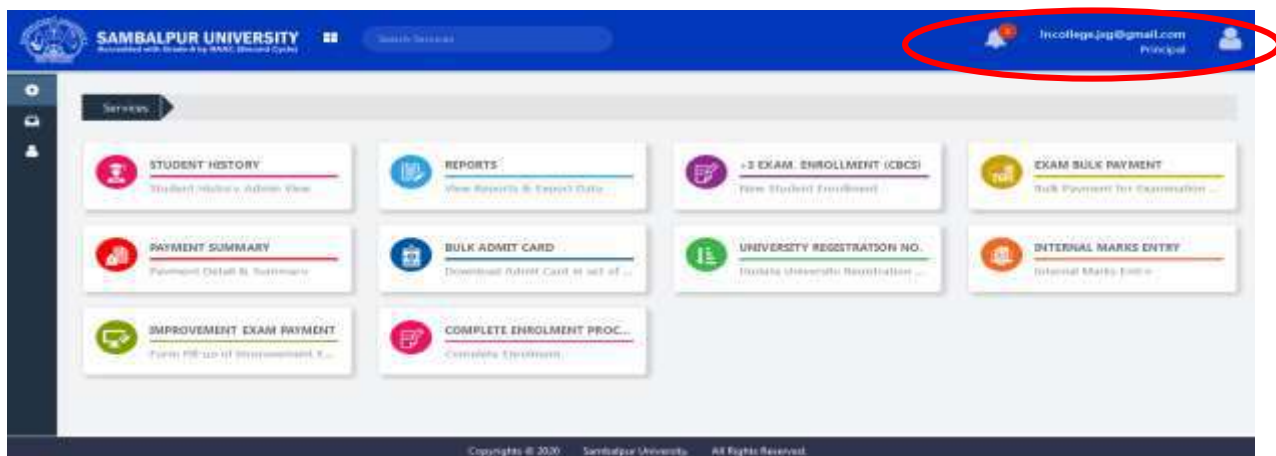 SAMBALPUR UNIVERSITY
Accredited with Grade-A by NAAC (Second Cycle)
Search Services
lncollege.jsg@gmail.com
Principal
Services
STUDENT HISTORY
Student History Admin View
REPORTS
View Reports & Export Data
+3 EXAM. ENROLLMENT (CBCS)
New Student Enrollment
EXAM BULK PAYMENT
Bulk Payment for Examination ...
PAYMENT SUMMARY
Payment Detail & Summary
BULK ADMIT CARD
Download Admit Card in set of ...
UNIVERSITY REGISTRATION NO.
Update University Registration ...
INTERNAL MARKS ENTRY
Internal Marks Entry
IMPROVEMENT EXAM PAYMENT
Form Fill-up of Improvement E...
COMPLETE ENROLMENT PROC...
Complete Enrolment
Copyrights © 2020 Sambalpur University All Rights Reserved.